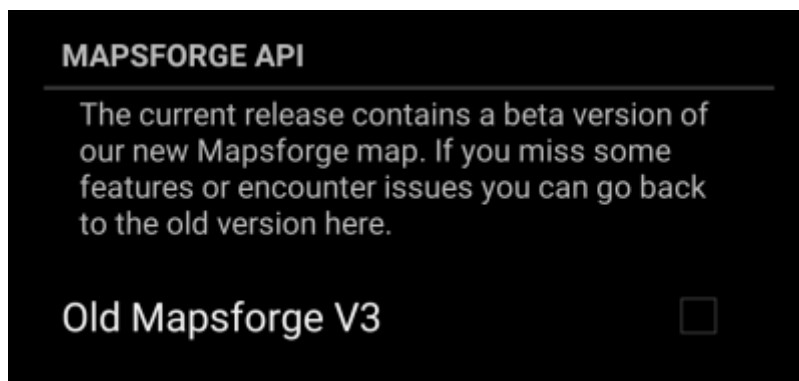 MAPSFORGE API
The current release contains a beta version of
our new Mapsforge map. If you miss some
features or encounter issues you can go back
to the old version here.
Old Mapsforge V3